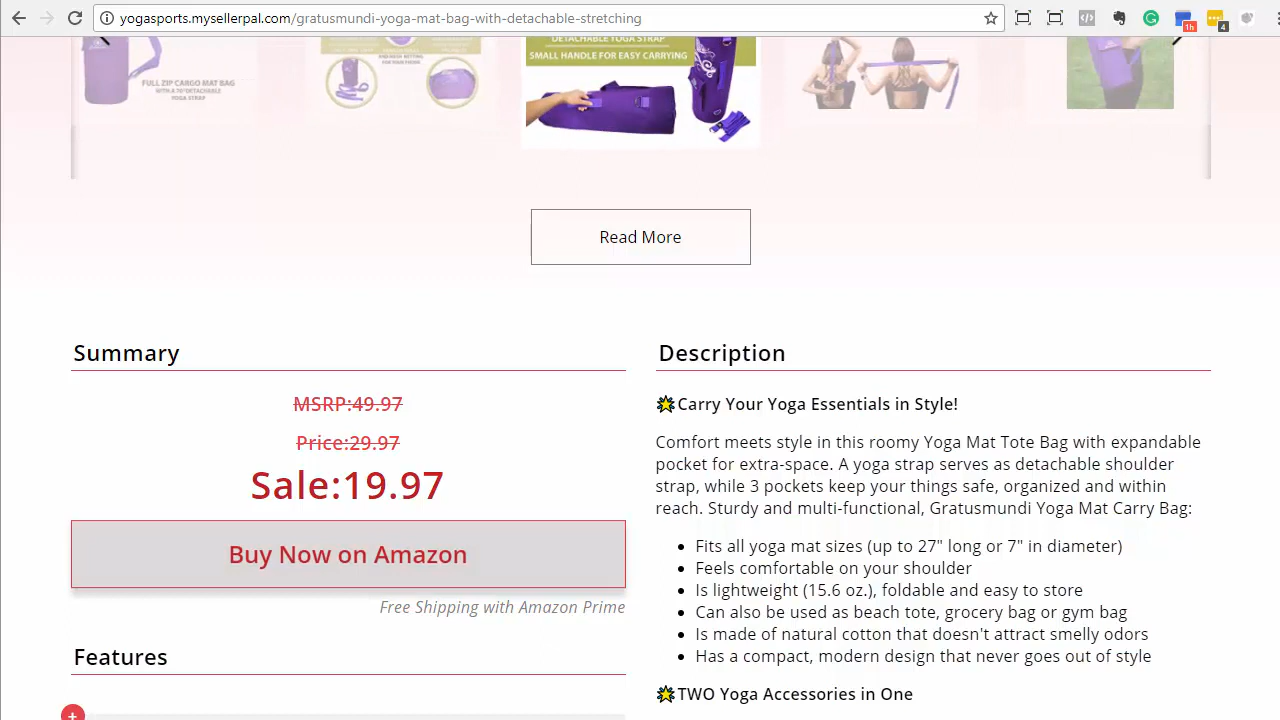 yogasports.mysellerpal.com/gratusmundi-yoga-mat-bag-with-detachable-stretching
1h
4
FULL ZIP CARGO MAT BAG
YOGA STRAP
DETACHABLE YOGA STRAP
SMALL HANDLE FOR EASY CARRYING
Read More
Summary
MSRP:49.97
Price:29.97
Sale:19.97
Buy Now on Amazon
Free Shipping with Amazon Prime
Features
+
Description
Carry Your Yoga Essentials in Style!
Comfort meets style in this roomy Yoga Mat Tote Bag with expandable
pocket for extra-space. A yoga strap serves as detachable shoulder
strap, while 3 pockets keep your things safe, organized and within
reach. Sturdy and multi-functional, Gratusmundi Yoga Mat Carry Bag:
• Fits all yoga mat sizes (up to 27" long or 7" in diameter)
• Feels comfortable on your shoulder
• Is lightweight (15.6 oz.), foldable and easy to store
• Can also be used as beach tote, grocery bag or gym bag
• Is made of natural cotton that doesn't attract smelly odors
• Has a compact, modern design that never goes out of style
TWO Yoga Accessories in One